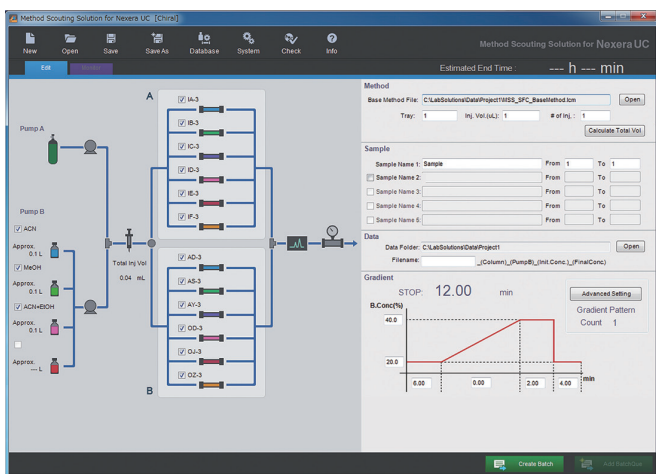 Method Scouting Solution for Nexera UC [Chiral]
New Open Save Save As Database System Check Info
Method Scouting Solution for Nexera UC
Edit
Estimated End Time : --- h --- min
Pump A
A
IA-3
IB-3
IC-3
ID-3
IE-3
IF-3
Pump B
ACN
Approx.
0.1 L
MeOH
Approx.
0.1 L
ACN+EtOH
Approx.
0.1 L
Approx.
--- L
Total Inj Vol
0.04 mL
AD-3
AS-3
AY-3
OD-3
OJ-3
OZ-3
B
Method
Base Method File: C:\LabSolutions\Data\Project1\MSS_SFC_BaseMethod.lcm Open
Tray: 1 Inj. Vol.(uL): 1 # of Inj. : 1
Calculate Total Vol.
Sample
Sample Name 1: Sample From 1 To 1
Sample Name 2: From To
Sample Name 3: From To
Sample Name 4: From To
Sample Name 5: From To
Data
Data Folder: C:\LabSolutions\Data\Project1 Open
Filename: _(Column)_(PumpB)_(Init.Conc.)_(FinalConc.)
Gradient
STOP: 12.00 min
Advanced Setting
B.Conc(%)
Gradient Pattern
Count 1
40.0
20.0
6.00 0.00 2.00 4.00 min
Create Batch